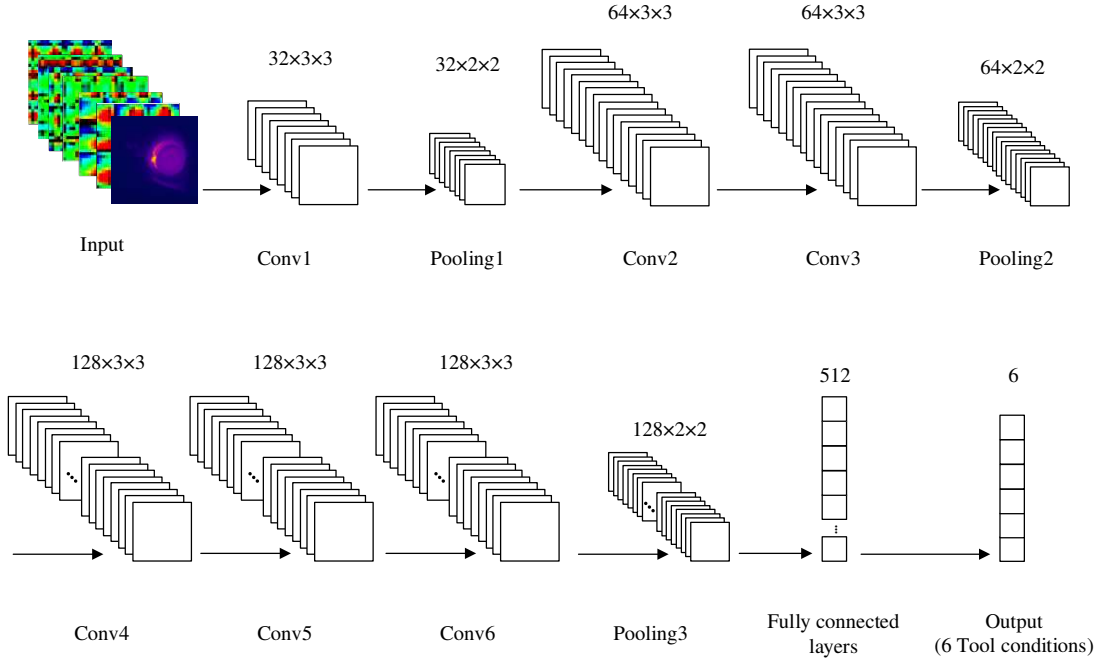 64×3×3
64×3×3
32×3×3
32×2×2
64×2×2
Input
Conv1
Pooling1
Conv2
Conv3
Pooling2
128×3×3
128×3×3
128×3×3
128×2×2
512
6
Conv4
Conv5
Conv6
Pooling3
Fully connected
layers
Output
(6 Tool conditions)